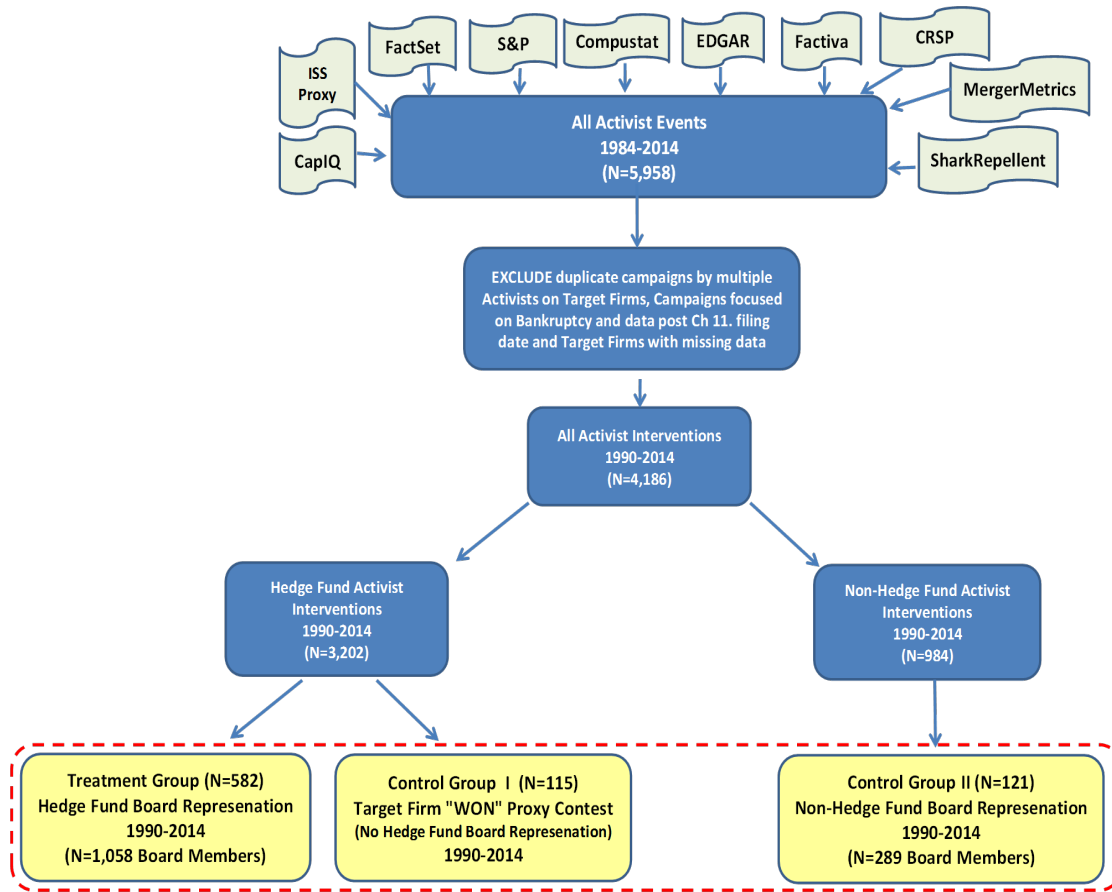 FactSet
S&P
Compustat
EDGAR
Factiva
CRSP
ISS
Proxy
MergerMetrics
CapIQ
SharkRepellent
All Activist Events
1984-2014
(N=5,958)
EXCLUDE duplicate campaigns by multiple
Activists on Target Firms, Campaigns focused
on Bankruptcy and data post Ch 11. filing
date and Target Firms with missing data
All Activist Interventions
1990-2014
(N=4,186)
Hedge Fund Activist
Interventions
1990-2014
(N=3,202)
Non-Hedge Fund Activist
Interventions
1990-2014
(N=984)
Treatment Group (N=582)
Hedge Fund Board Represenation
1990-2014
(N=1,058 Board Members)
Control Group I (N=115)
Target Firm "WON" Proxy Contest
(No Hedge Fund Board Represenation)
1990-2014
Control Group II (N=121)
Non-Hedge Fund Board Represenation
1990-2014
(N=289 Board Members)